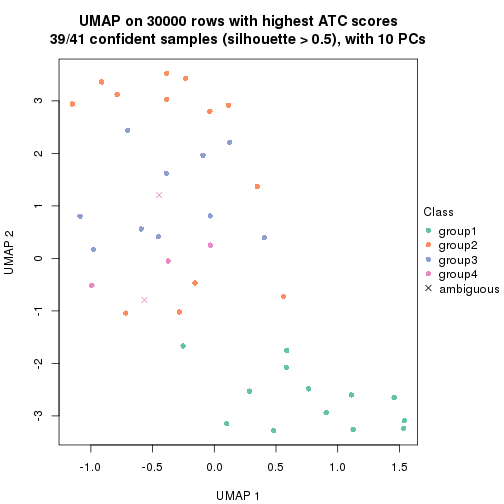 UMAP on 30000 rows with highest ATC scores
39/41 confident samples (silhouette > 0.5), with 10 PCs
3
2
1
0
-1
-2
-3
UMAP 2
-1.0 -0.5 0.0 0.5 1.0 1.5
UMAP 1
Class
group1
group2
group3
group4
ambiguous